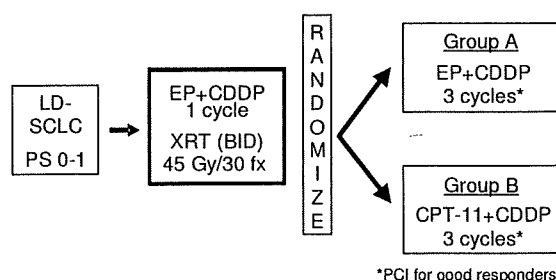 LD-
SCLC
PS 0-1
EP+CDDP
1 cycle
XRT (BID)
45 Gy/30 fx
RANDOMIZE
Group A
EP+CDDP
3 cycles*
Group B
CPT-11+CDDP
3 cycles*
*PCI for good responders